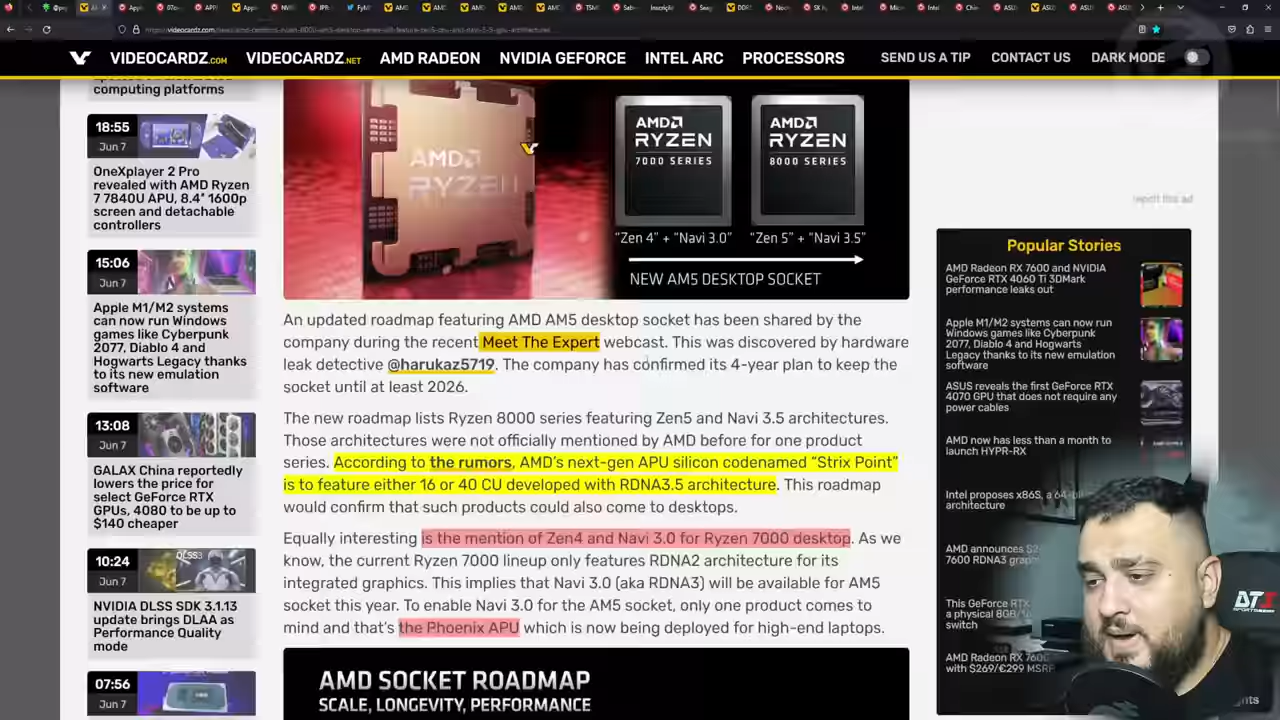 VIDEOCARDZ.COM VIDEOCARDZ.NET AMD RADEON NVIDIA GEFORCE INTEL ARC PROCESSORS SEND US A TIP CONTACT US DARK MODE
computing platforms
18:55
Jun 7
OneXplayer 2 Pro
revealed with AMD Ryzen
7 7840U APU, 8.4" 1600p
screen and detachable
controllers
15:06
Jun 7
Apple M1/M2 systems
can now run Windows
games like Cyberpunk
2077, Diablo 4 and
Hogwarts Legacy thanks
to its new emulation
software
13:08
Jun 7
GALAX China reportedly
lowers the price for
select GeForce RTX
GPUs, 4080 to be up to
$140 cheaper
10:24
Jun 7
DLSS3
NVIDIA DLSS SDK 3.1.13
update brings DLAA as
Performance Quality
mode
07:56
Jun 7
AMD
RYZEN
AMD
RYZEN
7000 SERIES
AMD
RYZEN
8000 SERIES
"Zen 4" + "Navi 3.0"
"Zen 5" + "Navi 3.5"
NEW AM5 DESKTOP SOCKET
An updated roadmap featuring AMD AM5 desktop socket has been shared by the
company during the recent Meet The Expert webcast. This was discovered by hardware
leak detective @harukaz5719. The company has confirmed its 4-year plan to keep the
socket until at least 2026.
The new roadmap lists Ryzen 8000 series featuring Zen5 and Navi 3.5 architectures.
Those architectures were not officially mentioned by AMD before for one product
series. According to the rumors, AMD's next-gen APU silicon codenamed "Strix Point"
is to feature either 16 or 40 CU developed with RDNA3.5 architecture. This roadmap
would confirm that such products could also come to desktops.
Equally interesting is the mention of Zen4 and Navi 3.0 for Ryzen 7000 desktop. As we
know, the current Ryzen 7000 lineup only features RDNA2 architecture for its
integrated graphics. This implies that Navi 3.0 (aka RDNA3) will be available for AM5
socket this year. To enable Navi 3.0 for the AM5 socket, only one product comes to
mind and that's the Phoenix APU which is now being deployed for high-end laptops.
AMD SOCKET ROADMAP
SCALE, LONGEVITY, PERFORMANCE
report this ad
Popular Stories
AMD Radeon RX 7600 and NVIDIA
GeForce RTX 4060 Ti 3DMark
performance leaks out
Apple M1/M2 systems can now run
Windows games like Cyberpunk
2077, Diablo 4 and Hogwarts
Legacy thanks to its new emulation
software
ASUS reveals the first GeForce RTX
4070 GPU that does not require any
power cables
AMD now has less than a month to
launch HYPR-RX
Intel proposes x86S, a 64-
architecture
AMD announces
7600 RDNA3
This GeForce RTX
a physical 8GB/
switch
AMD Radeon RX
with $269/€299 MSRP
DT3
SPORTS